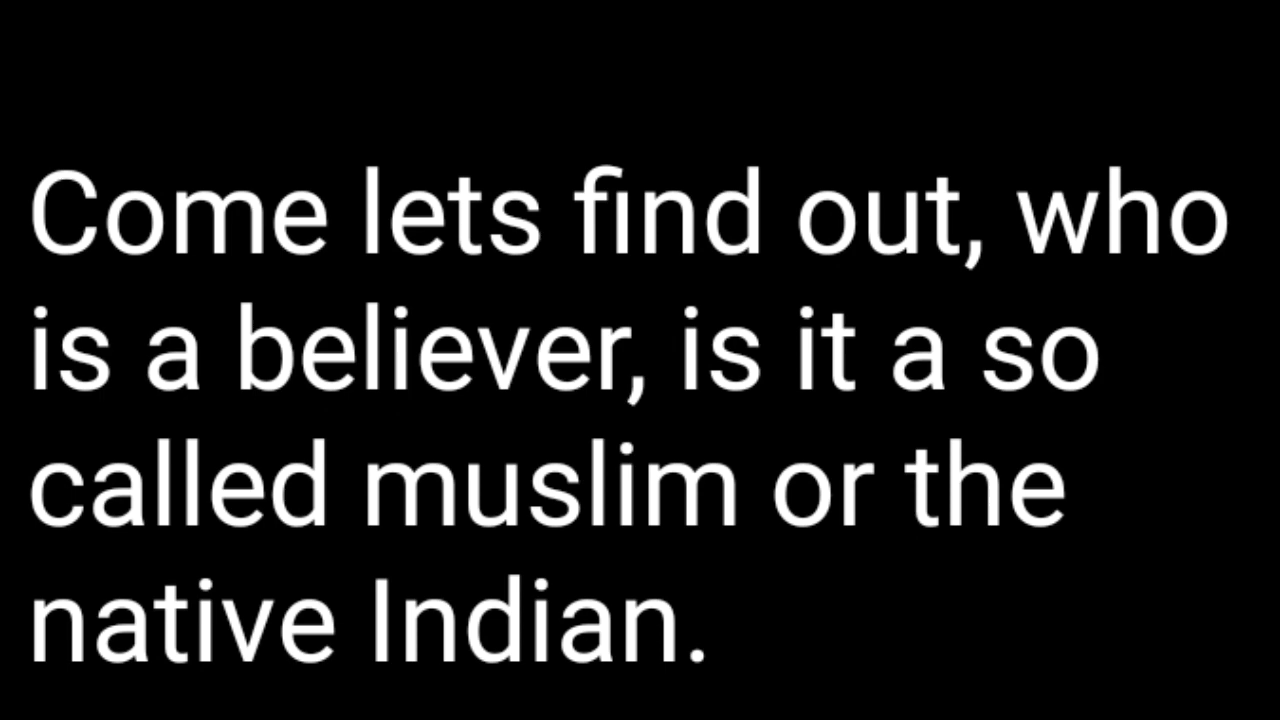 Come lets find out, who
is a believer, is it a so
called muslim or the
native Indian.